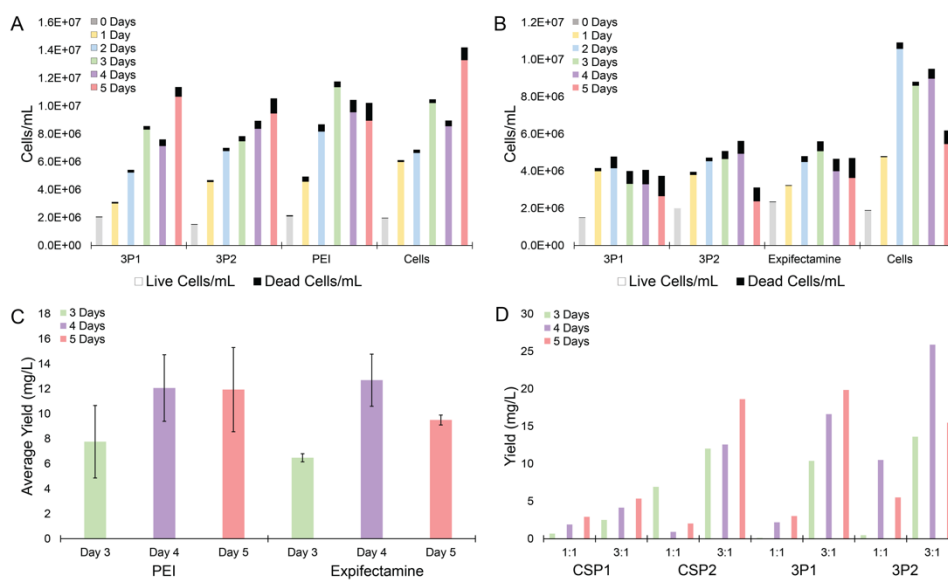 A
1.6E+07
1.4E+07
1.2E+07
1.0E+07
8.0E+06
6.0E+06
4.0E+06
2.0E+06
0.0E+00
Cells/mL
0 Days
1 Day
2 Days
3 Days
4 Days
5 Days
3P1 3P2 PEI Cells
Live Cells/mL Dead Cells/mL
B
1.2E+07
1.0E+07
8.0E+06
6.0E+06
4.0E+06
2.0E+06
0.0E+00
Cells/mL
0 Days
1 Day
2 Days
3 Days
4 Days
5 Days
3P1 3P2 Expifectamine Cells
Live Cells/mL Dead Cells/mL
C
18
16
14
12
10
8
6
4
2
0
Average Yield (mg/L)
3 Days
4 Days
5 Days
Day 3 Day 4 Day 5 Day 3 Day 4 Day 5
PEI Expifectamine
D
30
25
20
15
10
5
0
Yield (mg/L)
3 Days
4 Days
5 Days
1:1 3:1 1:1 3:1 1:1 3:1 1:1 3:1
CSP1 CSP2 3P1 3P2